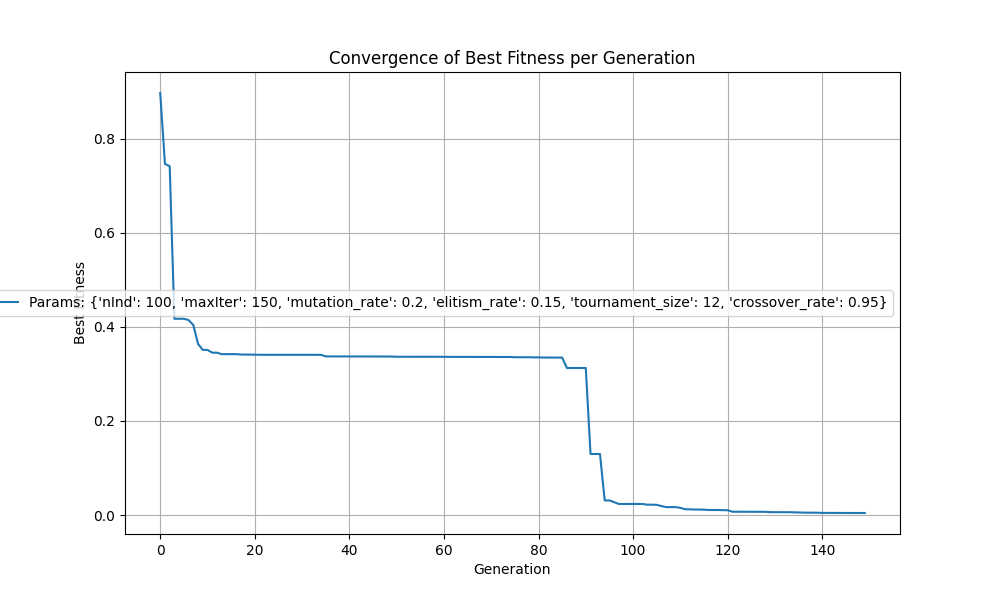 Convergence of Best Fitness per Generation
0.8
0.6
0.4
0.2
0.0
Best Fitness
Params: {'nInd': 100, 'maxIter': 150, 'mutation_rate': 0.2, 'elitism_rate': 0.15, 'tournament_size': 12, 'crossover_rate': 0.95}
0 20 40 60 80 100 120 140
Generation